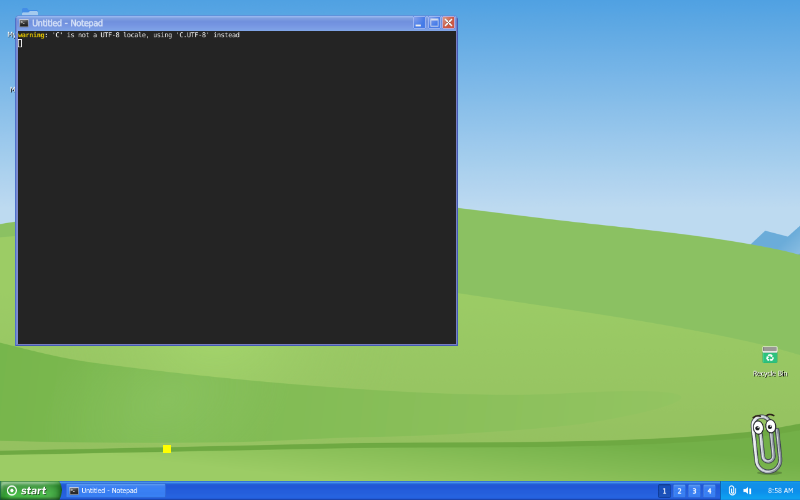 Untitled - Notepad
warning: 'C' is not a UTF-8 locale, using 'C.UTF-8' instead
Recycle Bin
start
Untitled - Notepad
1 2 3 4
8:58 AM